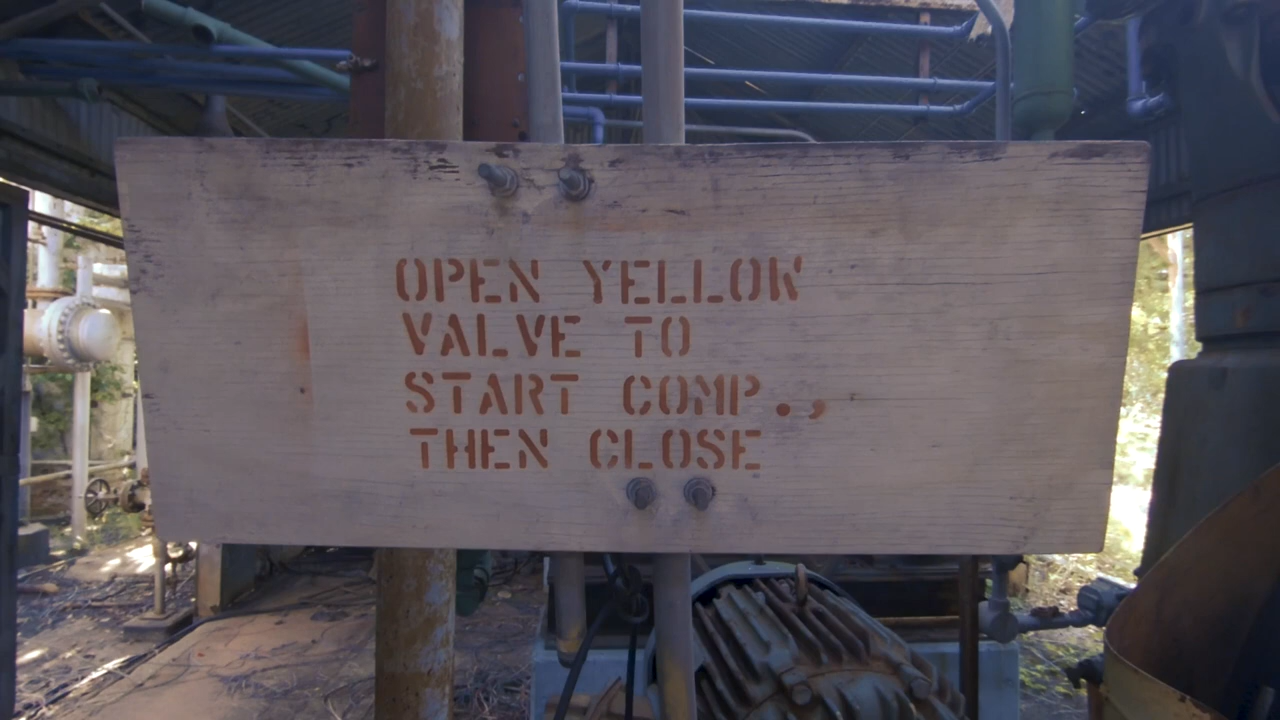 OPEN YELLOW
VALVE TO
START COMP.,
THEN CLOSE